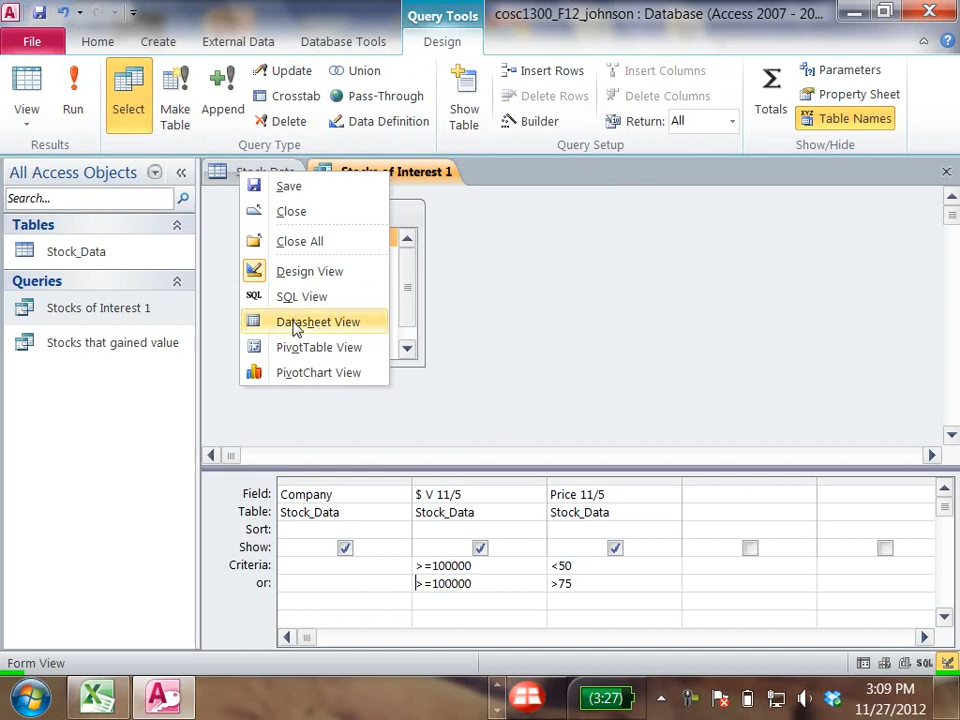 Query Tools
cosc1300_F12_johnson : Database (Access 2007 - 20...
File
Home
Create
External Data
Database Tools
Design
View
Run
Select
Make Table
Append
Update
Crosstab
Delete
Union
Pass-Through
Data Definition
Show Table
Insert Rows
Delete Rows
Builder
Insert Columns
Delete Columns
Return: All
Totals
Parameters
Property Sheet
Table Names
Results
Query Type
Query Setup
Show/Hide
All Access Objects
Search...
Tables
Stock_Data
Queries
Stocks of Interest 1
Stocks that gained value
Stock_Data
Stocks of Interest 1
Save
Close
Close All
Design View
SQL View
Datasheet View
PivotTable View
PivotChart View
Field: Company $ V 11/5 Price 11/5
Table: Stock_Data Stock_Data Stock_Data
Sort:
Show:
Criteria: >=100000 <50
or: >=100000 >75
Form View
SQL
(3:27)
3:09 PM
11/27/2012